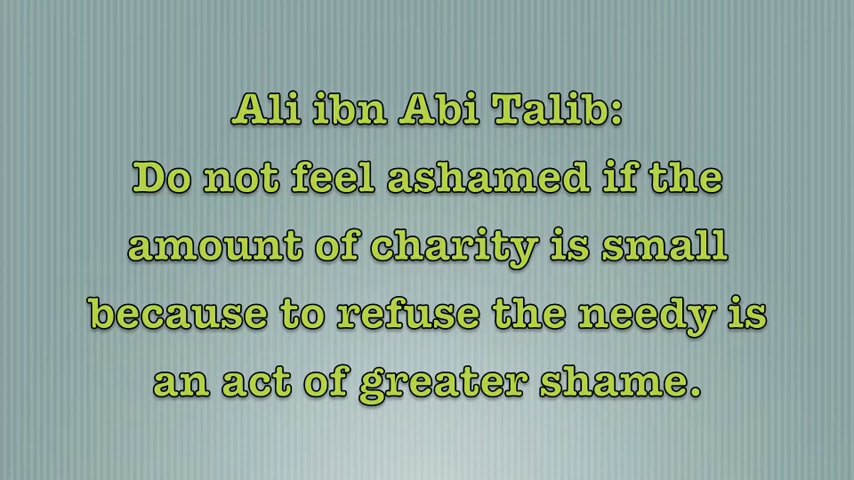 Ali ibn Abi Talib:
Do not feel ashamed if the
amount of charity is small
because to refuse the needy is
an act of greater shame.